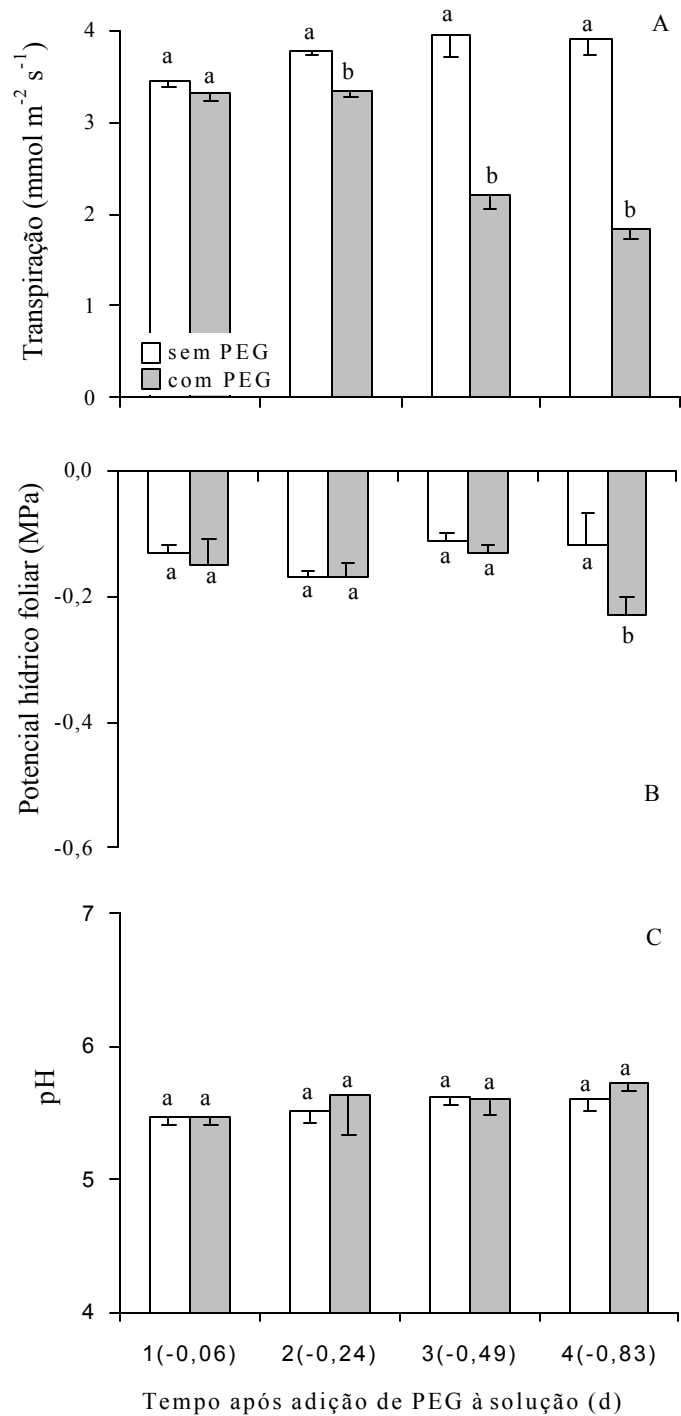 A
Transpiração (mmol m⁻² s⁻¹)
4
3
2
1
0
a a a b a b a b
sem PEG
com PEG
B
Potencial hídrico foliar (MPa)
0,0
-0,2
-0,4
-0,6
a a a a a a a b
C
pH
7
6
5
4
a a a a a a a a
1(-0,06) 2(-0,24) 3(-0,49) 4(-0,83)
Tempo após adição de PEG à solução (d)